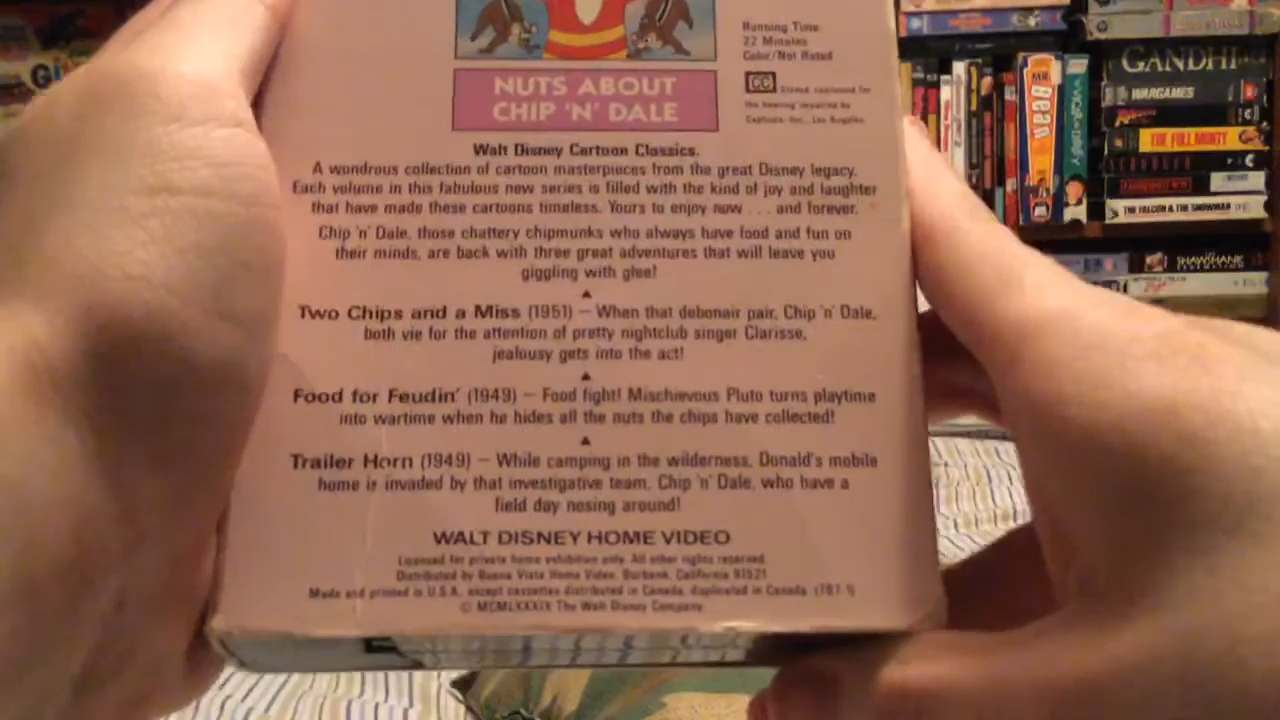 Running Time:
22 Minutes
Color/Not Rated
CC Closed captioned for
the hearing impaired by
Captions, Inc., Los Angeles
NUTS ABOUT
CHIP 'N' DALE
Walt Disney Cartoon Classics.
A wondrous collection of cartoon masterpieces from the great Disney legacy.
Each volume in this fabulous new series is filled with the kind of joy and laughter
that have made these cartoons timeless. Yours to enjoy now . . . and forever.
Chip 'n' Dale, those chattery chipmunks who always have food and fun on
their minds, are back with three great adventures that will leave you
giggling with glee!
Two Chips and a Miss (1951) — When that debonair pair, Chip 'n' Dale,
both vie for the attention of pretty nightclub singer Clarisse,
jealousy gets into the act!
Food for Feudin' (1949) — Food fight! Mischievous Pluto turns playtime
into wartime when he hides all the nuts the chips have collected!
Trailer Horn (1949) — While camping in the wilderness, Donald's mobile
home is invaded by that investigative team, Chip 'n' Dale, who have a
field day nosing around!
WALT DISNEY HOME VIDEO
Licensed for private home exhibition only. All other rights reserved.
Distributed by Buena Vista Home Video, Burbank, California 91521
Made and printed in U.S.A., except cassettes distributed in Canada, duplicated in Canada.
© MCMLXXXIX The Walt Disney Company
MR. Bean
GANDHI
WARGAMES
THE FULL MONTY
THE FALCON & THE SNOWMAN
SHAWSHANK